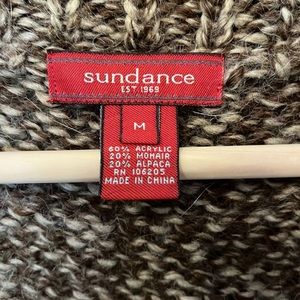 sundance
EST. 1969
M
60% ACRYLIC
20% MOHAIR
20% ALPACA
RN 106205
MADE IN CHINA